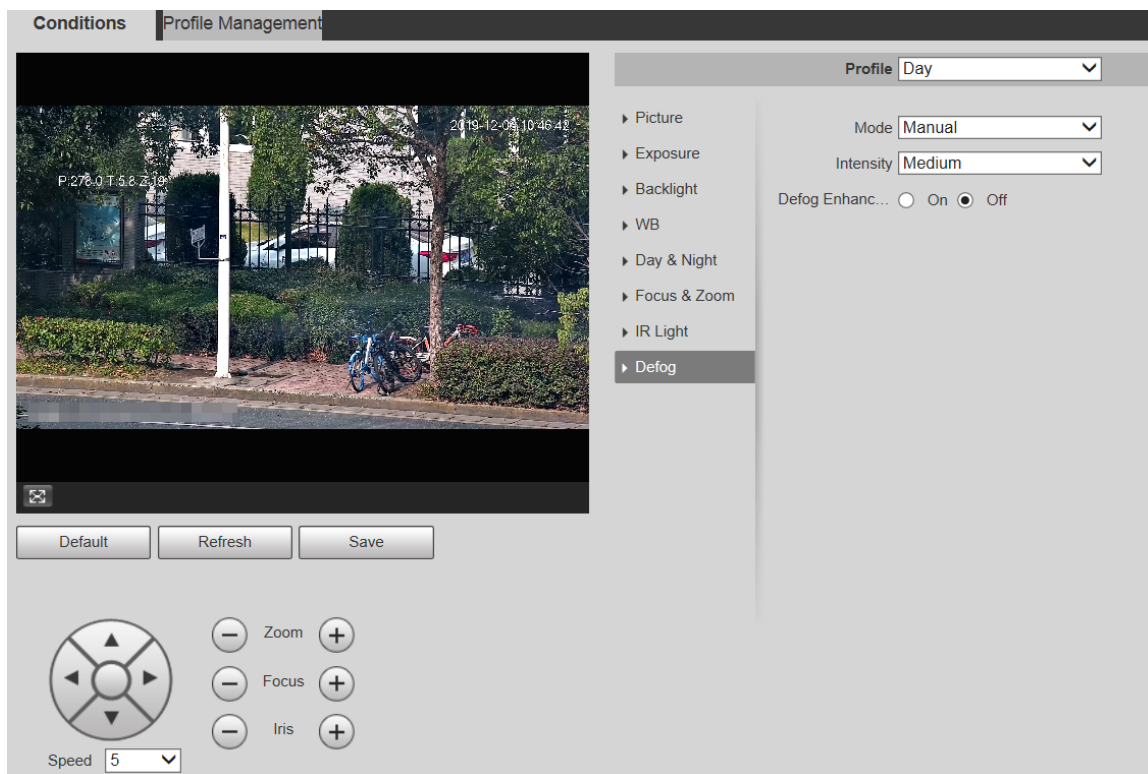 Conditions
Profile Management
Profile Day
2019-12-09 10:46:42
P:278.0 T:5.8 Z:19
Picture
Exposure
Backlight
WB
Day & Night
Focus & Zoom
IR Light
Defog
Mode Manual
Intensity Medium
Defog Enhanc... On Off
Default Refresh Save
Zoom
Focus
Iris
Speed 5